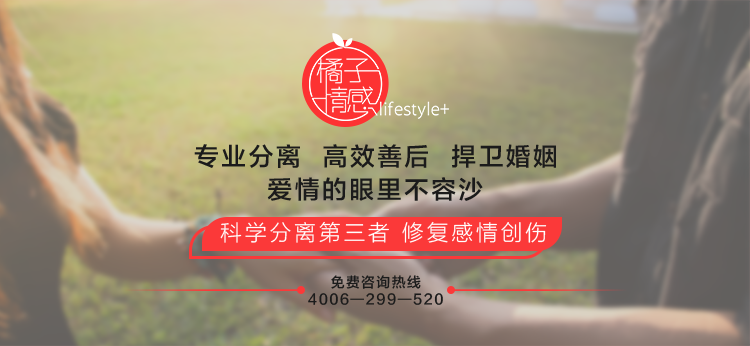 橘子
情感
lifestyle+
专业分离 高效善后 捍卫婚姻
爱情的眼里不容沙
科学分离第三者 修复感情创伤
免费咨询热线
4006—299—520